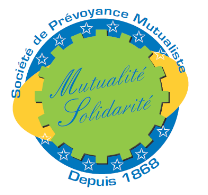 Société de Prévoyance Mutualiste
Mutualité
Solidarité
Depuis 1868